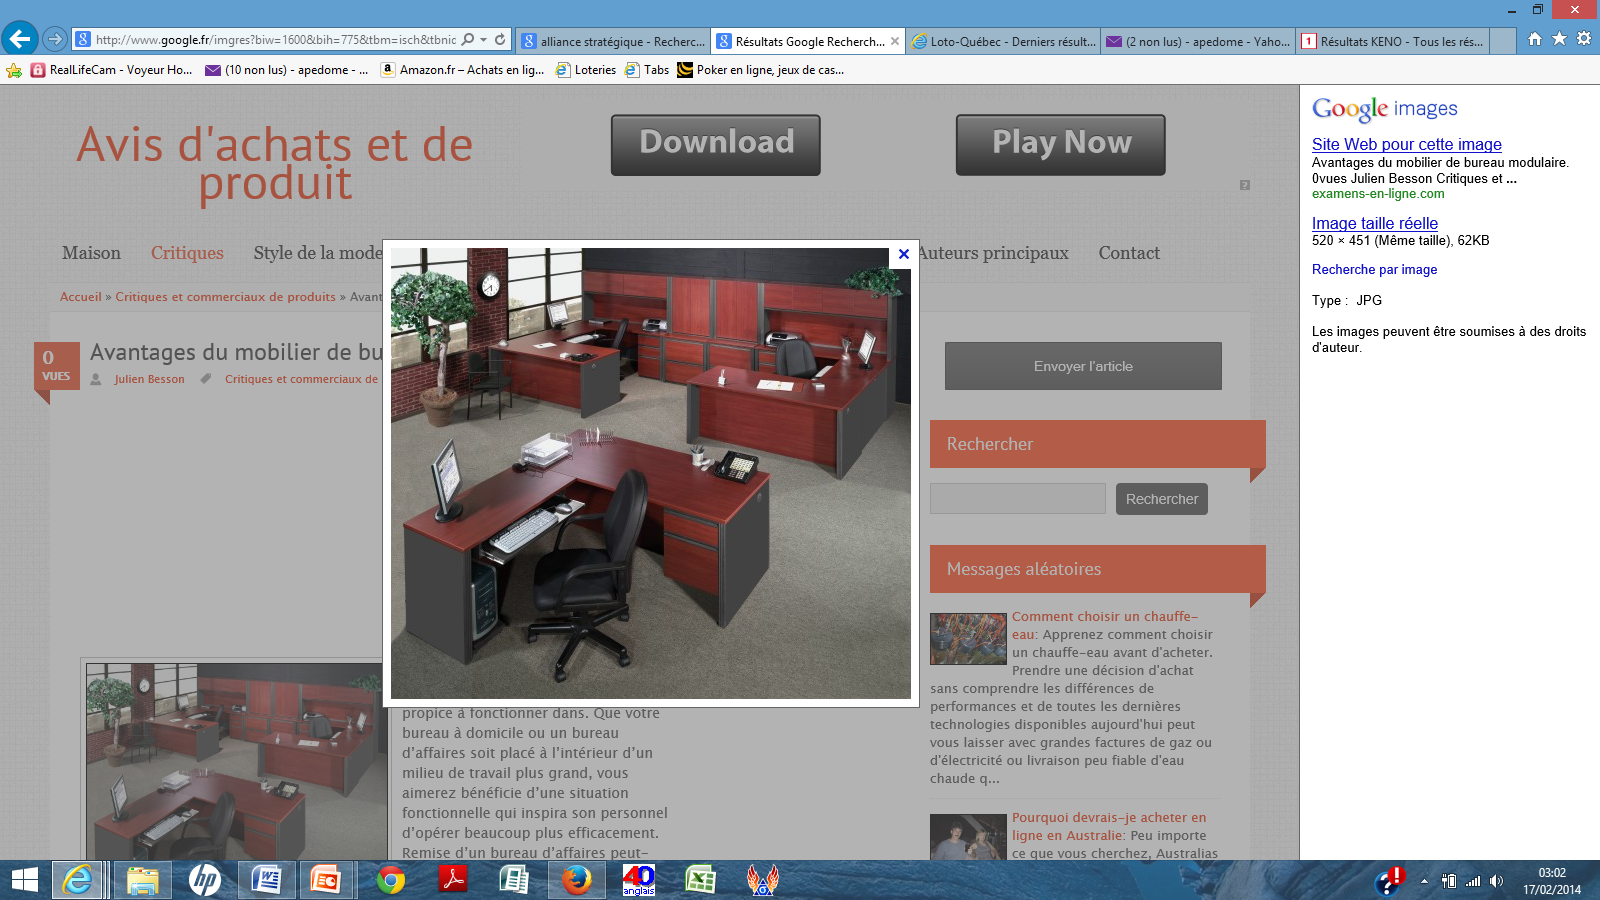 http://www.google.fr/imgres?biw=1600&bih=775&tbm=isch&tbnid
alliance stratégique - Recherc...
Résultats Google Recherch...
Loto-Québec - Derniers résult...
(2 non lus) - apedome - Yaho...
Résultats KENO - Tous les rés...
RealLifeCam - Voyeur Ho...
(10 non lus) - apedome - ...
Amazon.fr – Achats en lig...
Loteries
Tabs
Poker en ligne, jeux de cas...
Avis d'achats et de
produit
Download
Play Now
?
Maison
Critiques
Style de la mode
Auteurs principaux
Contact
Accueil » Critiques et commerciaux de produits » Avant
0
VUES
Avantages du mobilier de bu
Julien Besson
Critiques et commerciaux de
propice à fonctionner dans. Que votre
bureau à domicile ou un bureau
d'affaires soit placé à l'intérieur d'un
milieu de travail plus grand, vous
aimerez bénéficie d'une situation
fonctionnelle qui inspira son personnel
d'opérer beaucoup plus efficacement.
Remise d'un bureau d'affaires peut-
Envoyer l'article
Rechercher
Rechercher
Messages aléatoires
Comment choisir un chauffe-
eau: Apprenez comment choisir
un chauffe-eau avant d'acheter.
Prendre une décision d'achat
sans comprendre les différences de
performances et de toutes les dernières
technologies disponibles aujourd'hui peut
vous laisser avec grandes factures de gaz ou
d'électricité ou livraison peu fiable d'eau
chaude q...
Pourquoi devrais-je acheter en
ligne en Australie: Peu importe
ce que vous cherchez, Australias
Google images
Site Web pour cette image
Avantages du mobilier de bureau modulaire.
0vues Julien Besson Critiques et ...
examens-en-ligne.com
Image taille réelle
520 × 451 (Même taille), 62KB
Recherche par image
Type : JPG
Les images peuvent être soumises à des droits
d'auteur.
hp
40
anglais
03:02
17/02/2014